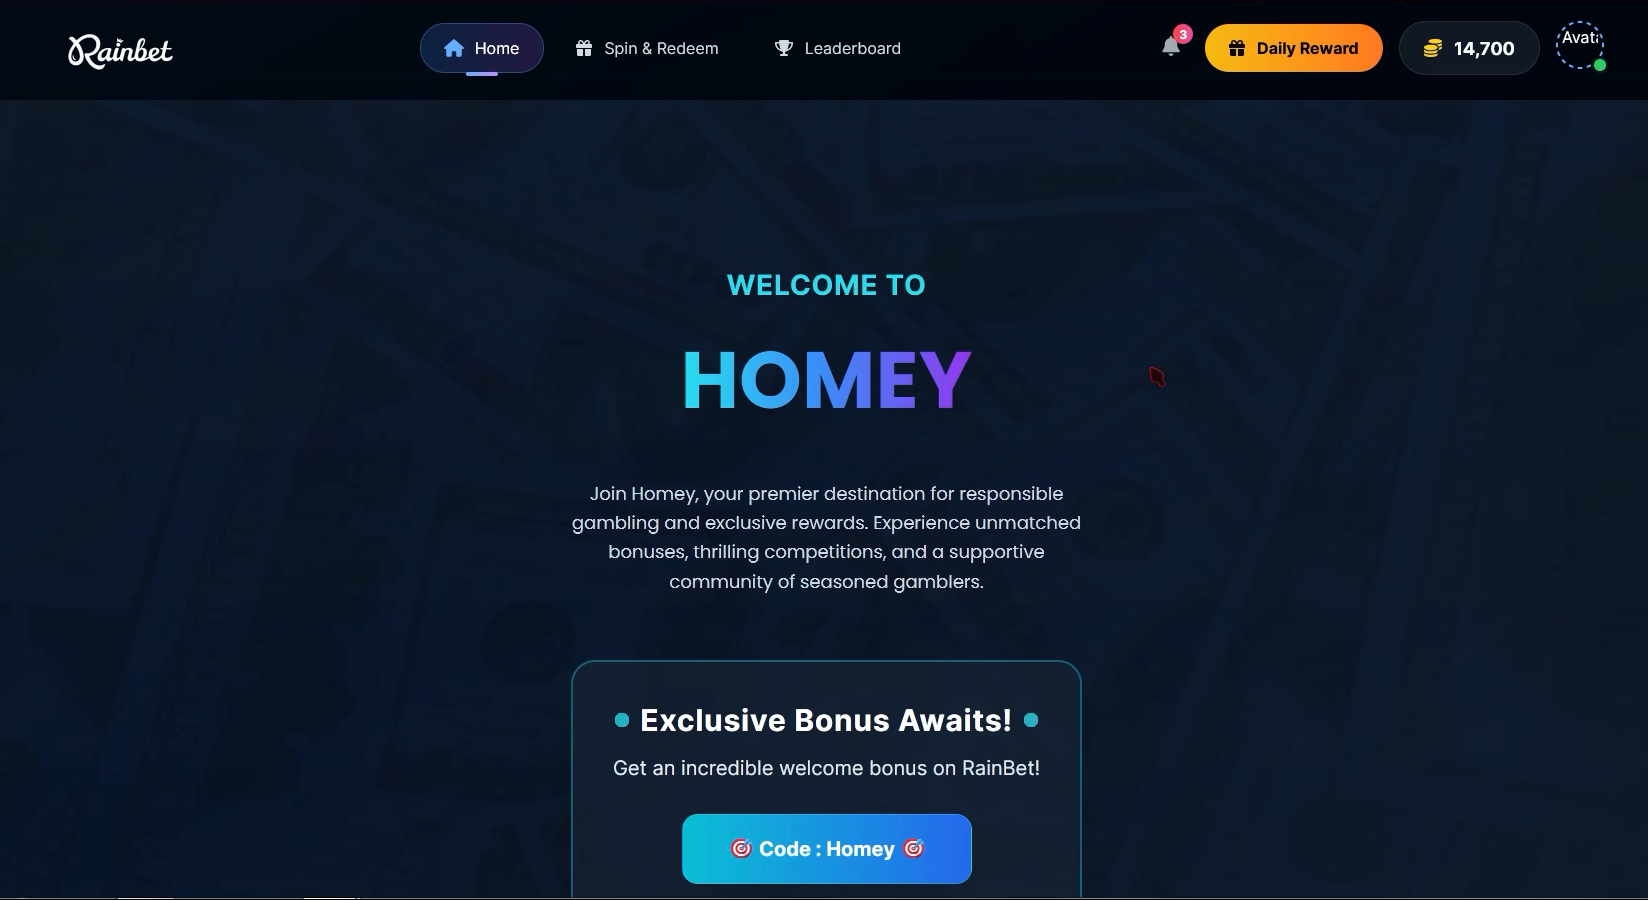 Rainbet
Home
Spin & Redeem
Leaderboard
3
Daily Reward
14,700
WELCOME TO
HOMEY
Join Homey, your premier destination for responsible
gambling and exclusive rewards. Experience unmatched
bonuses, thrilling competitions, and a supportive
community of seasoned gamblers.
Exclusive Bonus Awaits!
Get an incredible welcome bonus on RainBet!
🎯 Code : Homey 🎯